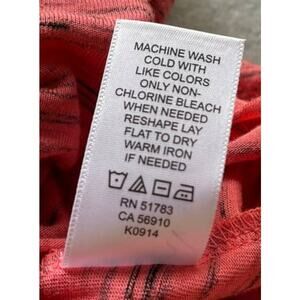 MACHINE WASH
COLD WITH
LIKE COLORS
ONLY NON-
CHLORINE BLEACH
WHEN NEEDED
RESHAPE LAY
FLAT TO DRY
WARM IRON
IF NEEDED
RN 51783
CA 56910
K0914